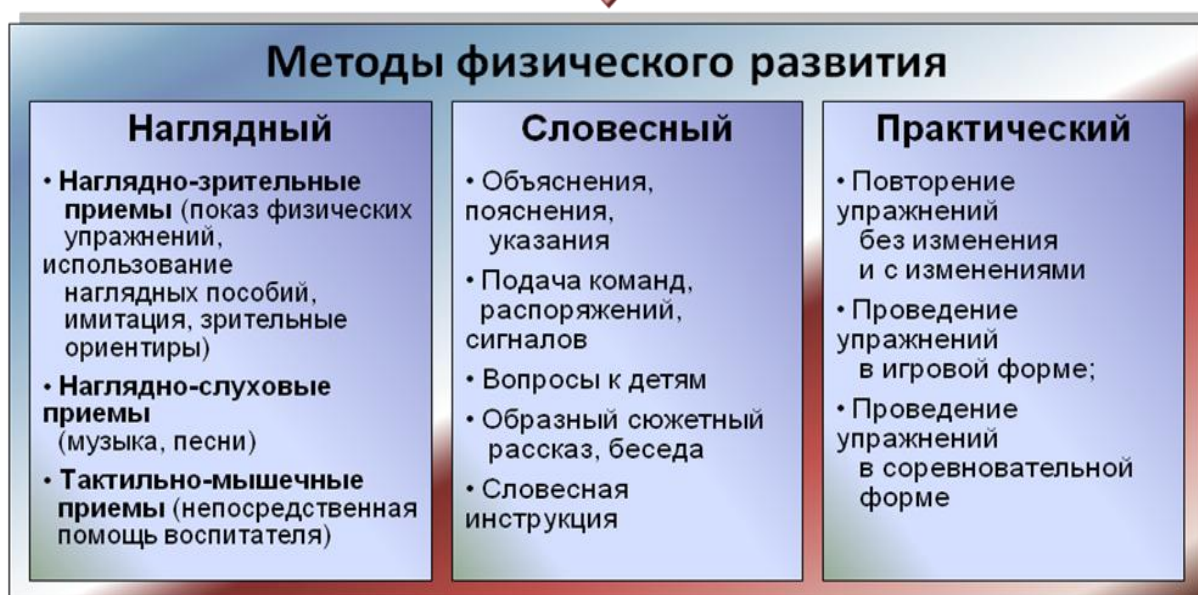 Методы физического развития
Наглядный
• Наглядно-зрительные
приемы (показ физических
упражнений,
использование
наглядных пособий,
имитация, зрительные
ориентиры)
• Наглядно-слуховые
приемы
(музыка, песни)
• Тактильно-мышечные
приемы (непосредственная
помощь воспитателя)
Словесный
• Объяснения,
пояснения,
указания
• Подача команд,
распоряжений,
сигналов
• Вопросы к детям
• Образный сюжетный
рассказ, беседа
• Словесная
инструкция
Практический
• Повторение
упражнений
без изменения
и с изменениями
• Проведение
упражнений
в игровой форме;
• Проведение
упражнений
в соревновательной
форме